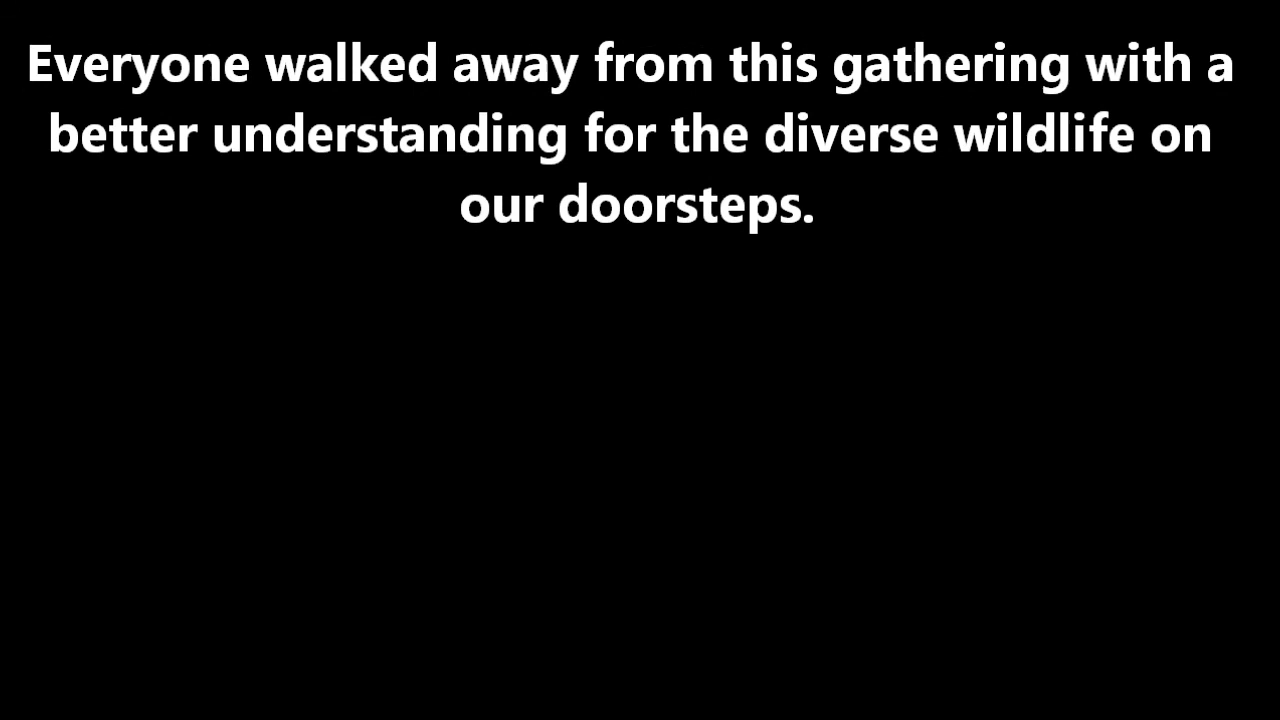 Everyone walked away from this gathering with a
better understanding for the diverse wildlife on
our doorsteps.